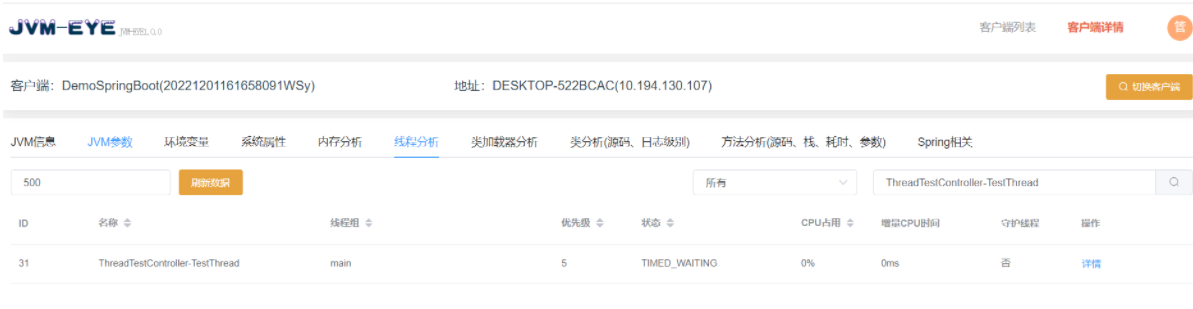 JVM-EYE JVM-EYE1.0.0 客户端列表 客户端详情 管
客户端：DemoSpringBoot(20221201161658091WSy) 地址：DESKTOP-522BCAC(10.194.130.107) 切换客户端
JVM信息 JVM参数 环境变量 系统属性 内存分析 线程分析 类加载器分析 类分析(源码、日志级别) 方法分析(源码、栈、耗时、参数) Spring相关
500 刷新数据 所有 ThreadTestController-TestThread
ID 名称 线程组 优先级 状态 CPU占用 增量CPU时间 守护线程 操作
31 ThreadTestController-TestThread main 5 TIMED_WAITING 0% 0ms 否 详情